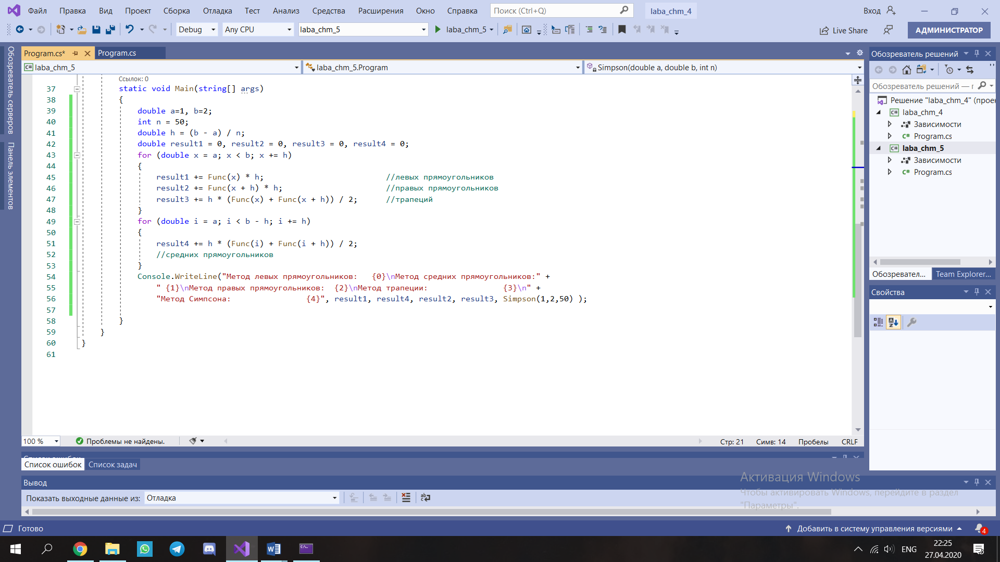 Файл Правка Вид Проект Сборка Отладка Тест Анализ Средства Расширения Окно Справка Поиск (Ctrl+Q) laba_chm_4 Вход
Debug Any CPU laba_chm_5 laba_chm_5 Live Share АДМИНИСТРАТОР
Обозреватель серверов
Панель элементов
Program.cs* Program.cs
laba_chm_5 laba_chm_5.Program Simpson(double a, double b, int n)
Ссылок: 0
37 static void Main(string[] args)
38 {
39 double a=1, b=2;
40 int n = 50;
41 double h = (b - a) / n;
42 double result1 = 0, result2 = 0, result3 = 0, result4 = 0;
43 for (double x = a; x < b; x += h)
44 {
45 result1 += Func(x) * h; //левых прямоугольников
46 result2 += Func(x + h) * h; //правых прямоугольников
47 result3 += h * (Func(x) + Func(x + h)) / 2; //трапеций
48 }
49 for (double i = a; i < b - h; i += h)
50 {
51 result4 += h * (Func(i) + Func(i + h)) / 2;
52 //средних прямоугольников
53 }
54 Console.WriteLine("Метод левых прямоугольников: {0}\nМетод средних прямоугольников:" +
55 " {1}\nМетод правых прямоугольников: {2}\nМетод трапеции: {3}\n" +
56 "Метод Симпсона: {4}", result1, result4, result2, result3, Simpson(1,2,50) );
57
58 }
59 }
60 }
61
100 % Проблемы не найдены. Стр: 21 Симв: 14 Пробелы CRLF
Список ошибок
Список ошибок Список задач
Вывод
Показать выходные данные из: Отладка
Обозреватель решений
Обозреватель решений — г
Решение "laba_chm_4" (проек
laba_chm_4
Зависимости
C# Program.cs
laba_chm_5
Зависимости
C# Program.cs
Обозревател... Team Explorer...
Свойства
Активация Windows
Чтобы активировать Windows, перейдите в раздел
"Параметры".
Готово Добавить в систему управления версиями 4
ENG 22:25
27.04.2020